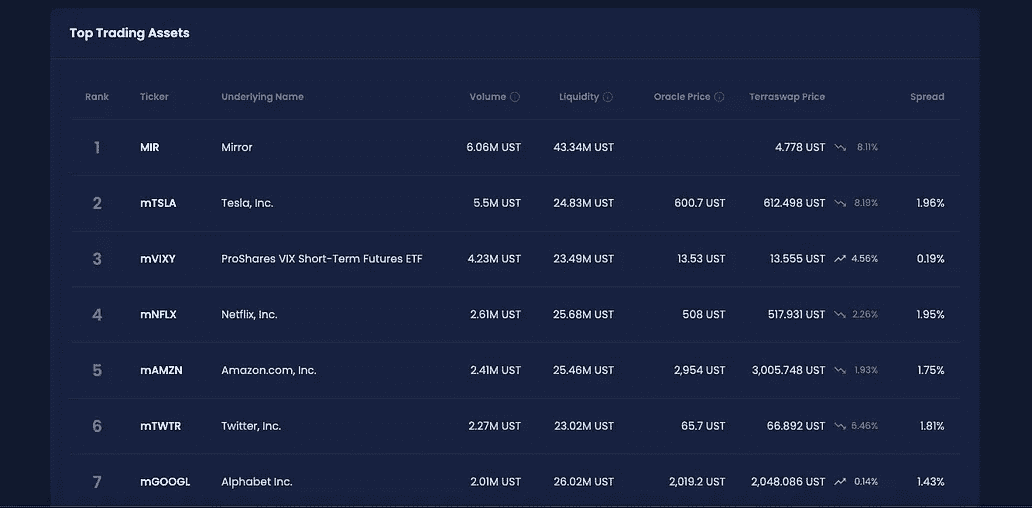 Top Trading Assets
Rank Ticker Underlying Name Volume Liquidity Oracle Price Terraswap Price Spread
1 MIR Mirror 6.06M UST 43.34M UST 4.778 UST 8.11%
2 mTSLA Tesla, Inc. 5.5M UST 24.83M UST 600.7 UST 612.498 UST 8.19% 1.96%
3 mVIXY ProShares VIX Short-Term Futures ETF 4.23M UST 23.49M UST 13.53 UST 13.555 UST 4.56% 0.19%
4 mNFLX Netflix, Inc. 2.61M UST 25.68M UST 508 UST 517.931 UST 2.26% 1.95%
5 mAMZN Amazon.com, Inc. 2.41M UST 25.46M UST 2,954 UST 3,005.748 UST 1.93% 1.75%
6 mTWTR Twitter, Inc. 2.27M UST 23.02M UST 65.7 UST 66.892 UST 6.46% 1.81%
7 mGOOGL Alphabet Inc. 2.01M UST 26.02M UST 2,019.2 UST 2,048.086 UST 0.14% 1.43%